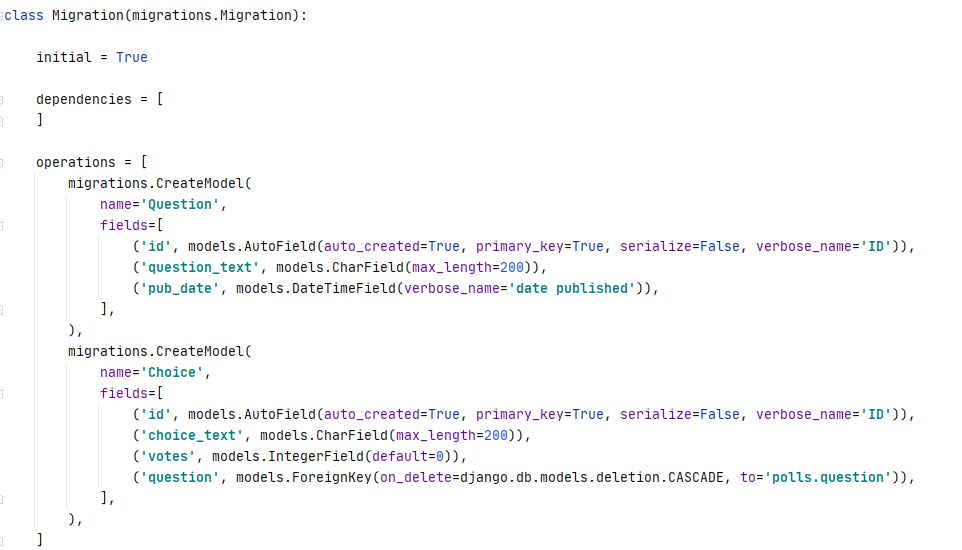 class Migration(migrations.Migration):
    initial = True
    dependencies = [
    ]
    operations = [
        migrations.CreateModel(
            name='Question',
            fields=[
                ('id', models.AutoField(auto_created=True, primary_key=True, serialize=False, verbose_name='ID')),
                ('question_text', models.CharField(max_length=200)),
                ('pub_date', models.DateTimeField(verbose_name='date published')),
            ],
        ),
        migrations.CreateModel(
            name='Choice',
            fields=[
                ('id', models.AutoField(auto_created=True, primary_key=True, serialize=False, verbose_name='ID')),
                ('choice_text', models.CharField(max_length=200)),
                ('votes', models.IntegerField(default=0)),
                ('question', models.ForeignKey(on_delete=django.db.models.deletion.CASCADE, to='polls.question')),
            ],
        ),
    ]